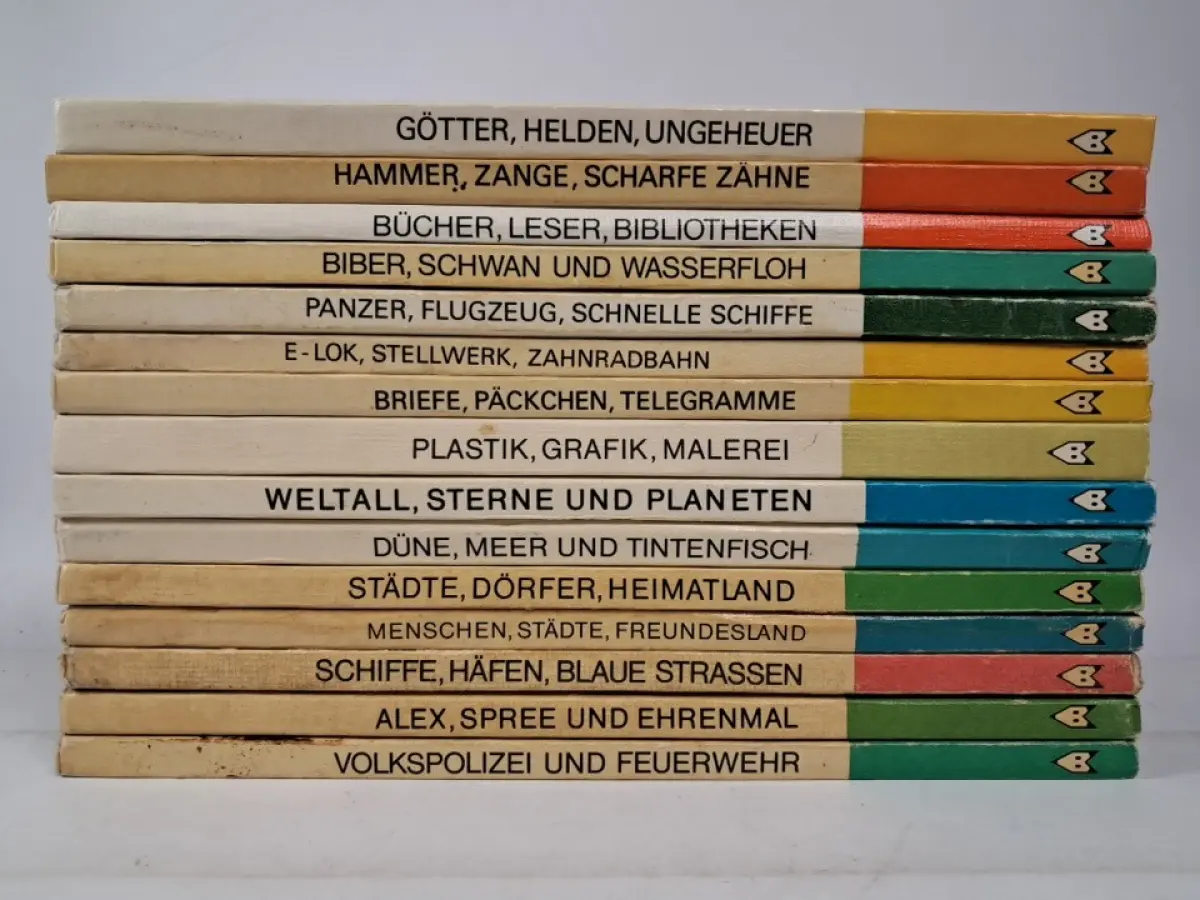 GÖTTER, HELDEN, UNGEHEUER B
HAMMER, ZANGE, SCHARFE ZÄHNE B
BÜCHER, LESER, BIBLIOTHEKEN B
BIBER, SCHWAN UND WASSERFLOH B
PANZER, FLUGZEUG, SCHNELLE SCHIFFE B
E-LOK, STELLWERK, ZAHNRADBAHN B
BRIEFE, PÄCKCHEN, TELEGRAMME B
PLASTIK, GRAFIK, MALEREI B
WELTALL, STERNE UND PLANETEN B
DÜNE, MEER UND TINTENFISCH B
STÄDTE, DÖRFER, HEIMATLAND B
MENSCHEN, STÄDTE, FREUNDESLAND B
SCHIFFE, HÄFEN, BLAUE STRASSEN B
ALEX, SPREE UND EHRENMAL B
VOLKSPOLIZEI UND FEUERWEHR B